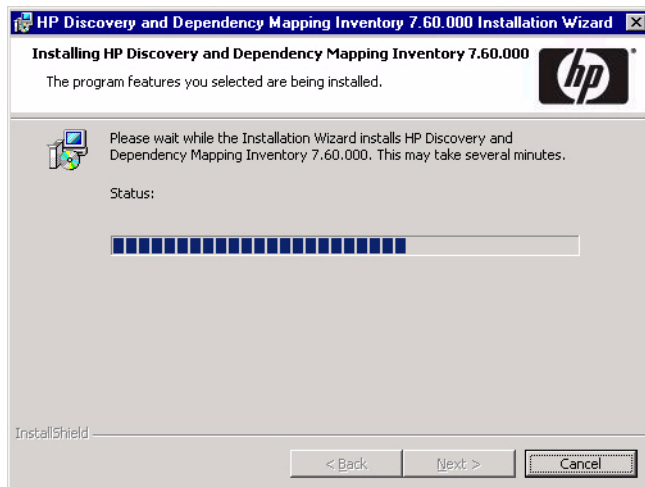 HP Discovery and Dependency Mapping Inventory 7.60.000 Installation Wizard
Installing HP Discovery and Dependency Mapping Inventory 7.60.000
The program features you selected are being installed.
hp
Please wait while the Installation Wizard installs HP Discovery and
Dependency Mapping Inventory 7.60.000. This may take several minutes.
Status:
InstallShield
< Back
Next >
Cancel